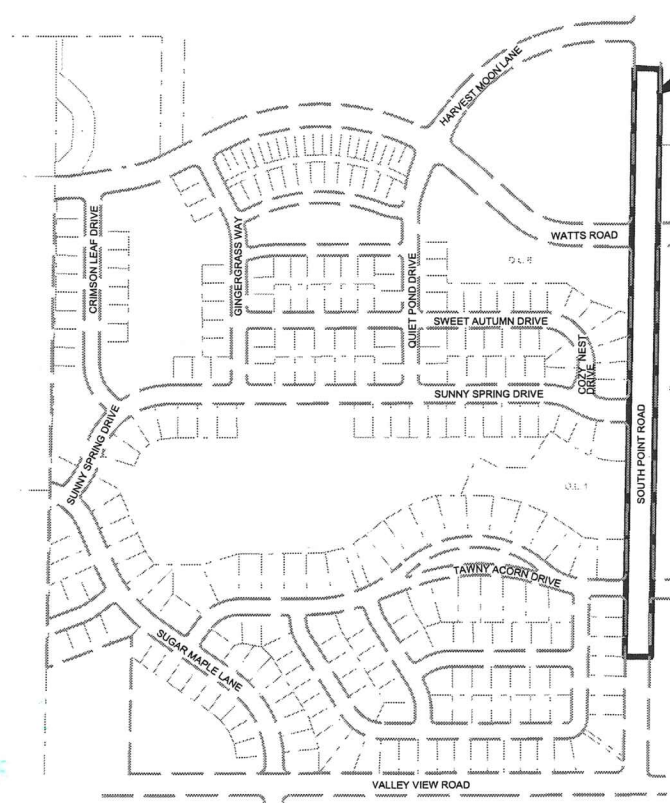 HARVEST MOON LANE
WATTS ROAD
CRIMSON LEAF DRIVE
GINGERGRASS WAY
QUIET POND DRIVE
SWEET AUTUMN DRIVE
COZY NEST
DRIVE
SUNNY SPRING DRIVE
SOUTH POINT ROAD
SUNNY SPRING DRIVE
TAWNY ACORN DRIVE
SUGAR MAPLE LANE
VALLEY VIEW ROAD